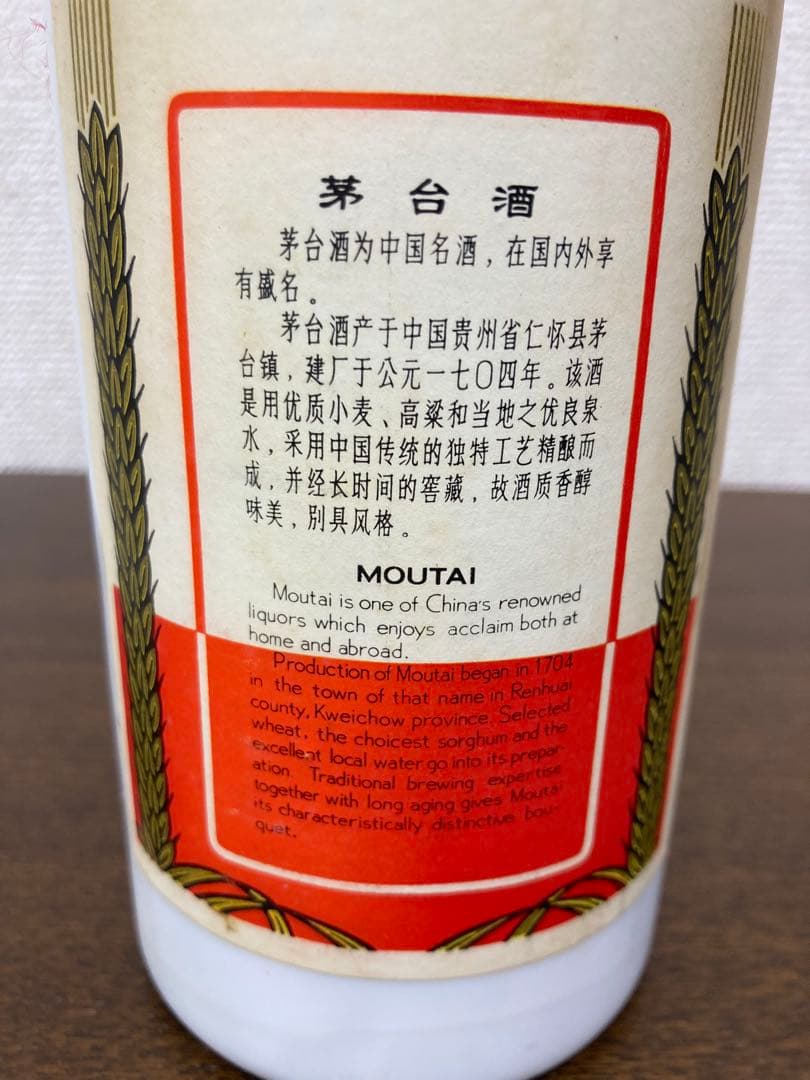 茅台酒
茅台酒为中国名酒，在国内外享
有盛名。
茅台酒产于中国贵州省仁怀县茅
台镇，建厂于公元一七〇四年。该酒
是用优质小麦、高粱和当地之优良泉
水，采用中国传统的独特工艺精酿而
成，并经长时间的窖藏，故酒质香醇
味美，别具风格。
MOUTAI
Moutai is one of China's renowned
liquors which enjoys acclaim both at
home and abroad.
Production of Moutai began in 1704
in the town of that name in Renhuai
county, Kweichow province. Selected
wheat, the choicest sorghum and the
excellent local water go into its prepar-
ation. Traditional brewing expertise
together with long aging gives Moutai
its characteristically distinctive bou-
quet.